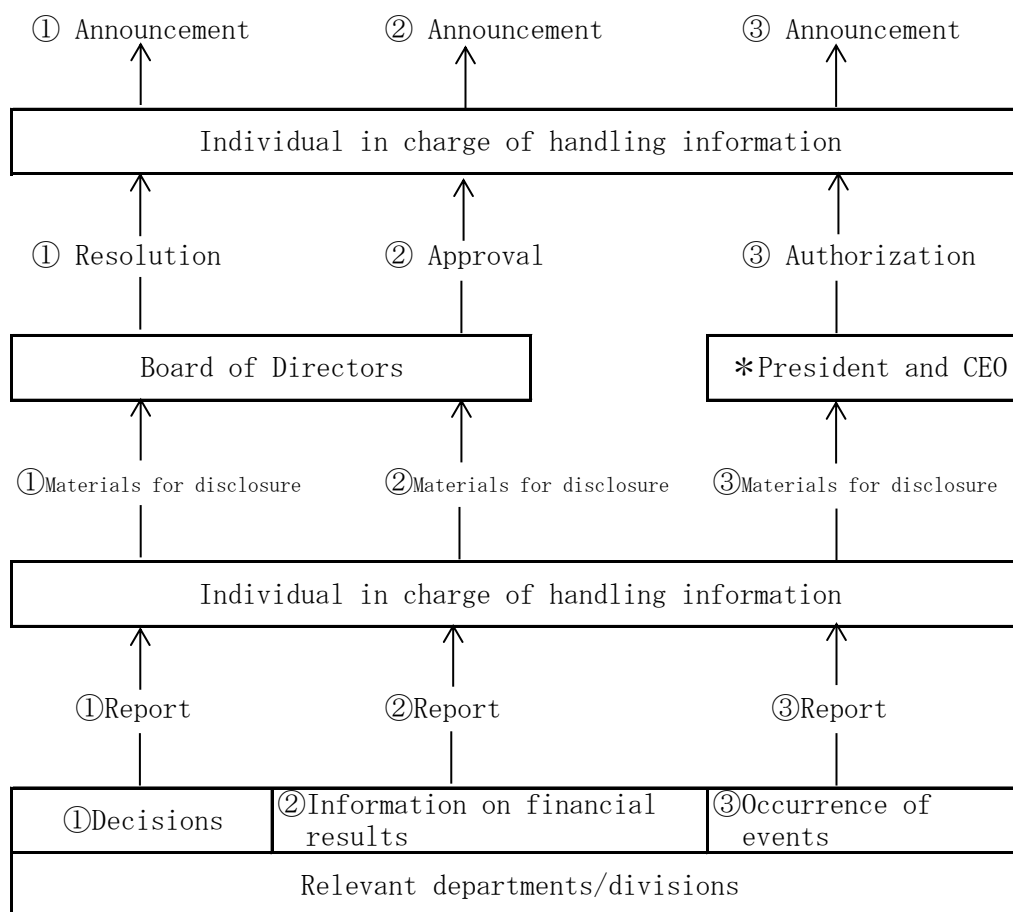 ① Announcement ② Announcement ③ Announcement
Individual in charge of handling information
① Resolution ② Approval ③ Authorization
Board of Directors
*President and CEO
①Materials for disclosure ②Materials for disclosure ③Materials for disclosure
Individual in charge of handling information
①Report ②Report ③Report
①Decisions
②Information on financial
results
③Occurrence of
events
Relevant departments/divisions